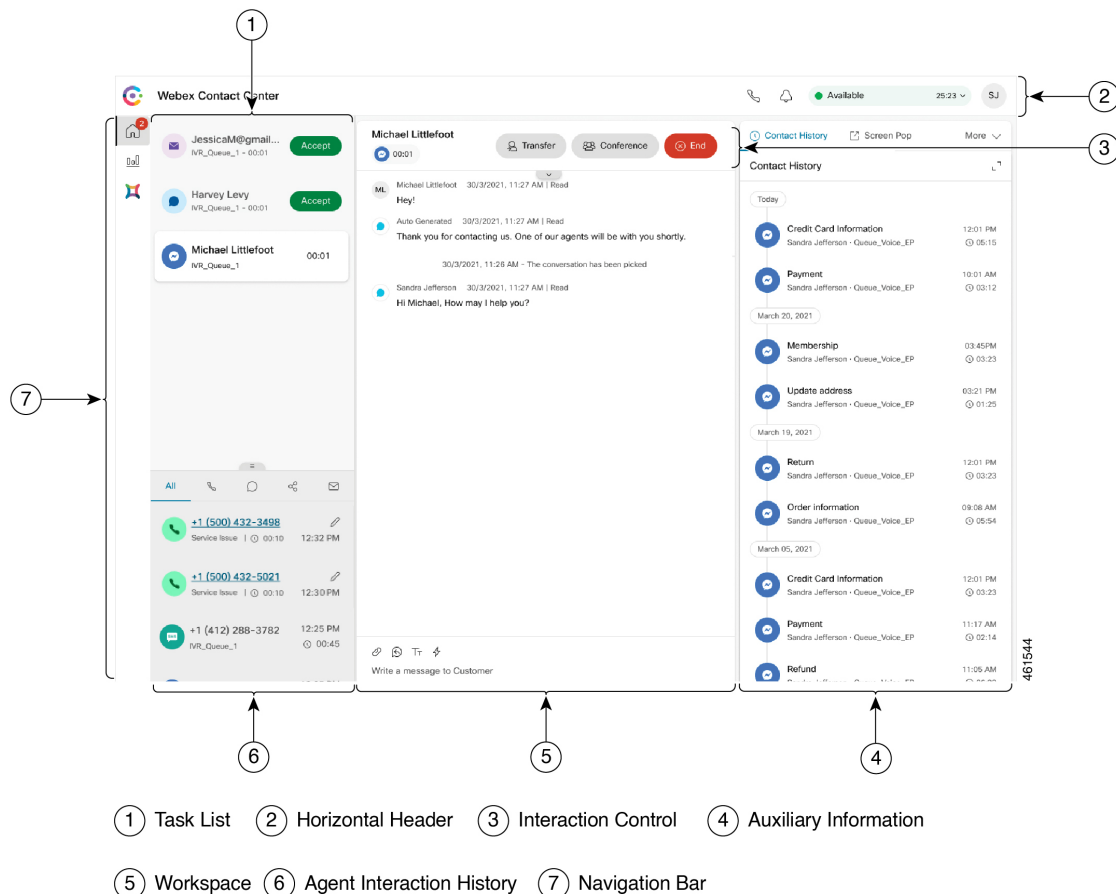 1
Webex Contact Center
Available
25:23
SJ
2
2
JessicaM@gmail...
IVR_Queue_1 - 00:01
Accept
Harvey Levy
IVR_Queue_1 - 00:01
Accept
Michael Littlefoot
IVR_Queue_1
00:01
Michael Littlefoot
00:01
Transfer
Conference
End
3
ML
Michael Littlefoot 30/3/2021, 11:27 AM | Read
Hey!
Auto Generated 30/3/2021, 11:27 AM | Read
Thank you for contacting us. One of our agents will be with you shortly.
30/3/2021, 11:26 AM - The conversation has been picked
Sandra Jefferson 30/3/2021, 11:27 AM | Read
Hi Michael, How may I help you?
Contact History
Screen Pop
More
Contact History
Today
Credit Card Information 12:01 PM
Sandra Jefferson • Queue_Voice_EP 05:15
Payment 10:01 AM
Sandra Jefferson • Queue_Voice_EP 03:12
March 20, 2021
Membership 03:45PM
Sandra Jefferson • Queue_Voice_EP 03:23
Update address 03:21 PM
Sandra Jefferson • Queue_Voice_EP 01:25
March 19, 2021
Return 12:01 PM
Sandra Jefferson • Queue_Voice_EP 03:23
Order information 09:08 AM
Sandra Jefferson • Queue_Voice_EP 05:54
March 05, 2021
Credit Card Information 12:01 PM
Sandra Jefferson • Queue_Voice_EP 03:23
Payment 11:17 AM
Sandra Jefferson • Queue_Voice_EP 02:14
Refund 11:05 AM
7
All
+1 (500) 432-3498
Service Issue | 00:10 12:32 PM
+1 (500) 432-5021
Service Issue | 00:10 12:30 PM
+1 (412) 288-3782 12:25 PM
IVR_Queue_1 00:45
TT
Write a message to Customer
461544
6
5
4
1 Task List 2 Horizontal Header 3 Interaction Control 4 Auxiliary Information
5 Workspace 6 Agent Interaction History 7 Navigation Bar